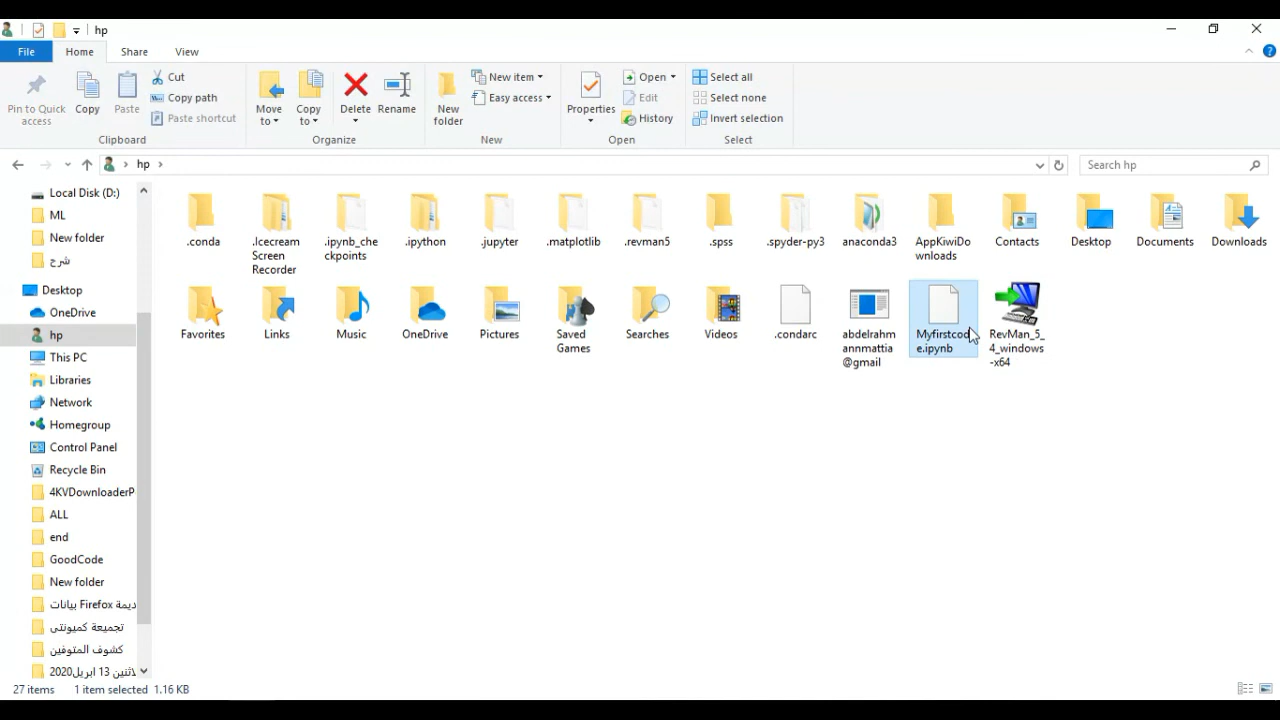 hp
File
Home
Share
View
Pin to Quick
access
Copy
Paste
Cut
Copy path
Paste shortcut
Clipboard
Move
to
Copy
to
Delete
Rename
Organize
New
folder
New item
Easy access
New
Properties
Open
Edit
History
Open
Select all
Select none
Invert selection
Select
hp
Search hp
Local Disk (D:)
ML
New folder
شرح
Desktop
OneDrive
hp
This PC
Libraries
Network
Homegroup
Control Panel
Recycle Bin
4KVDownloaderP
ALL
end
GoodCode
New folder
ديمة Firefox بيانات
تجميعة كميونتى
كشوف المتوفين
لاثنين 13 ابريل2020
.conda
.Icecream
Screen
Recorder
.ipynb_che
ckpoints
.ipython
.jupyter
.matplotlib
.revman5
.spss
.spyder-py3
anaconda3
AppKiwiDo
wnloads
Contacts
Desktop
Documents
Downloads
Favorites
Links
Music
OneDrive
Pictures
Saved
Games
Searches
Videos
.condarc
abdelrahm
annmattia
@gmail
Myfirstcod
e.ipynb
RevMan_5_
4_windows
-x64
27 items
1 item selected 1.16 KB